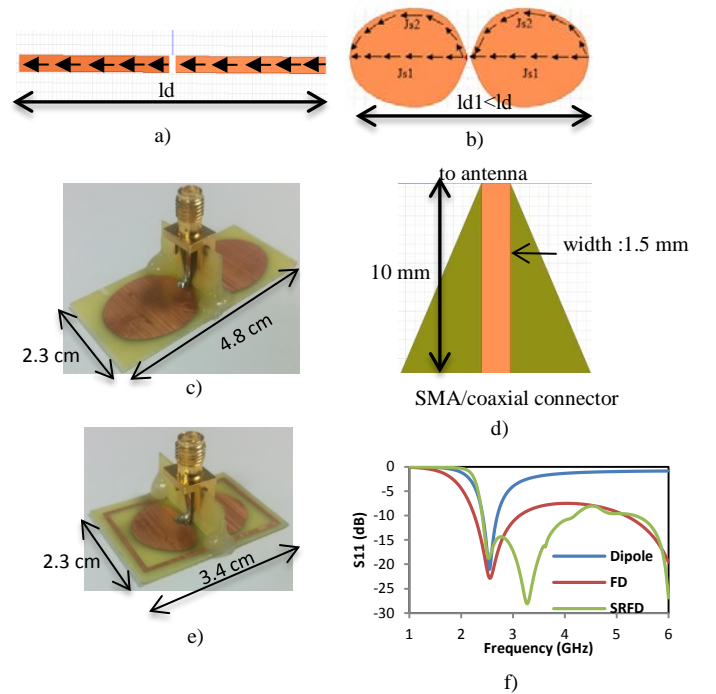 ld
a)
Js2
Js2
Js1
Js1
ld1<ld
b)
4.8 cm
2.3 cm
c)
to antenna
width :1.5 mm
10 mm
SMA/coaxial connector
d)
2.3 cm
3.4 cm
e)
0
-5
-10
-15
-20
-25
-30
S11 (dB)
Dipole
FD
SRFD
1 2 3 4 5 6
Frequency (GHz)
f)